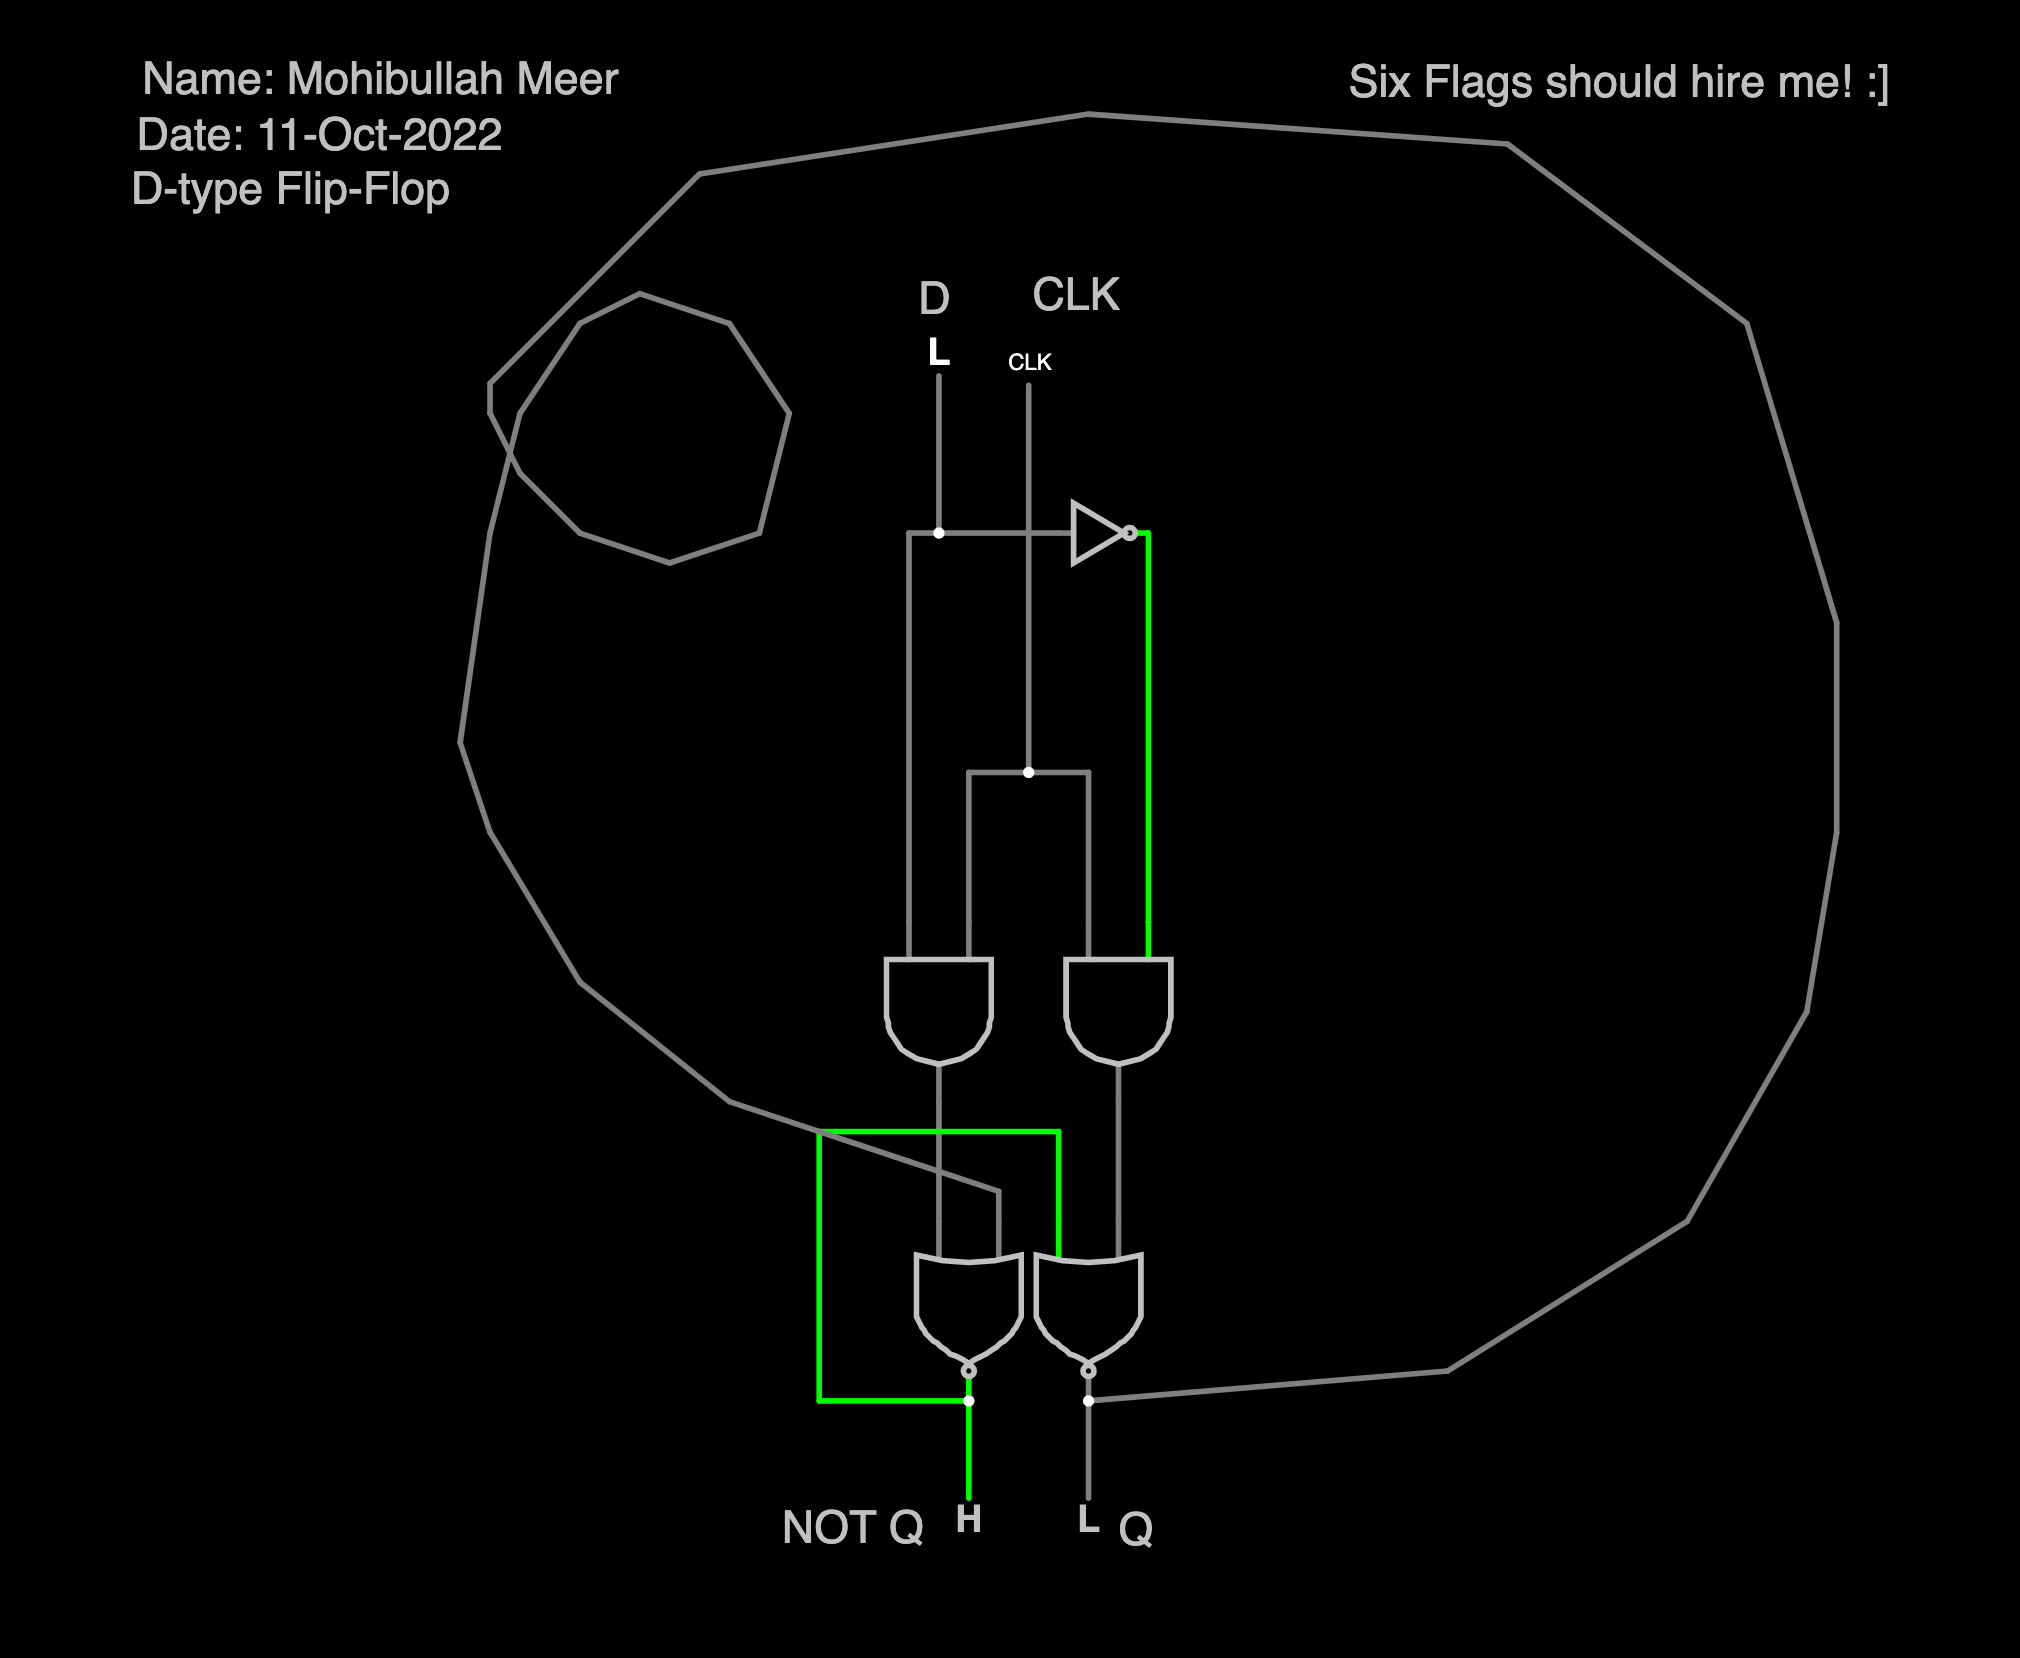 Name: Mohibullah Meer
Six Flags should hire me! :]
Date: 11-Oct-2022
D-type Flip-Flop
D
CLK
L
CLK
NOT Q
H
L
Q